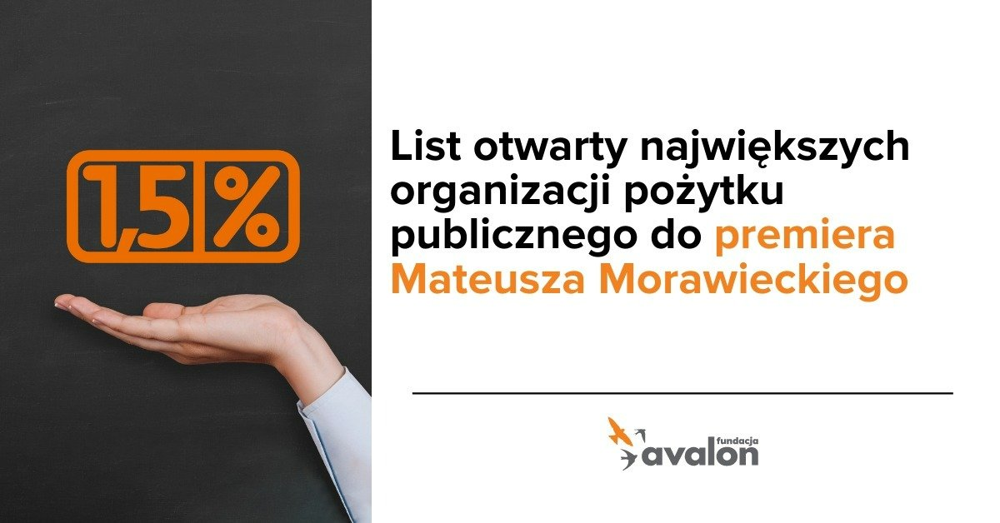 1,5%
List otwarty największych
organizacji pożytku
publicznego do premiera
Mateusza Morawieckiego
fundacja
avalon